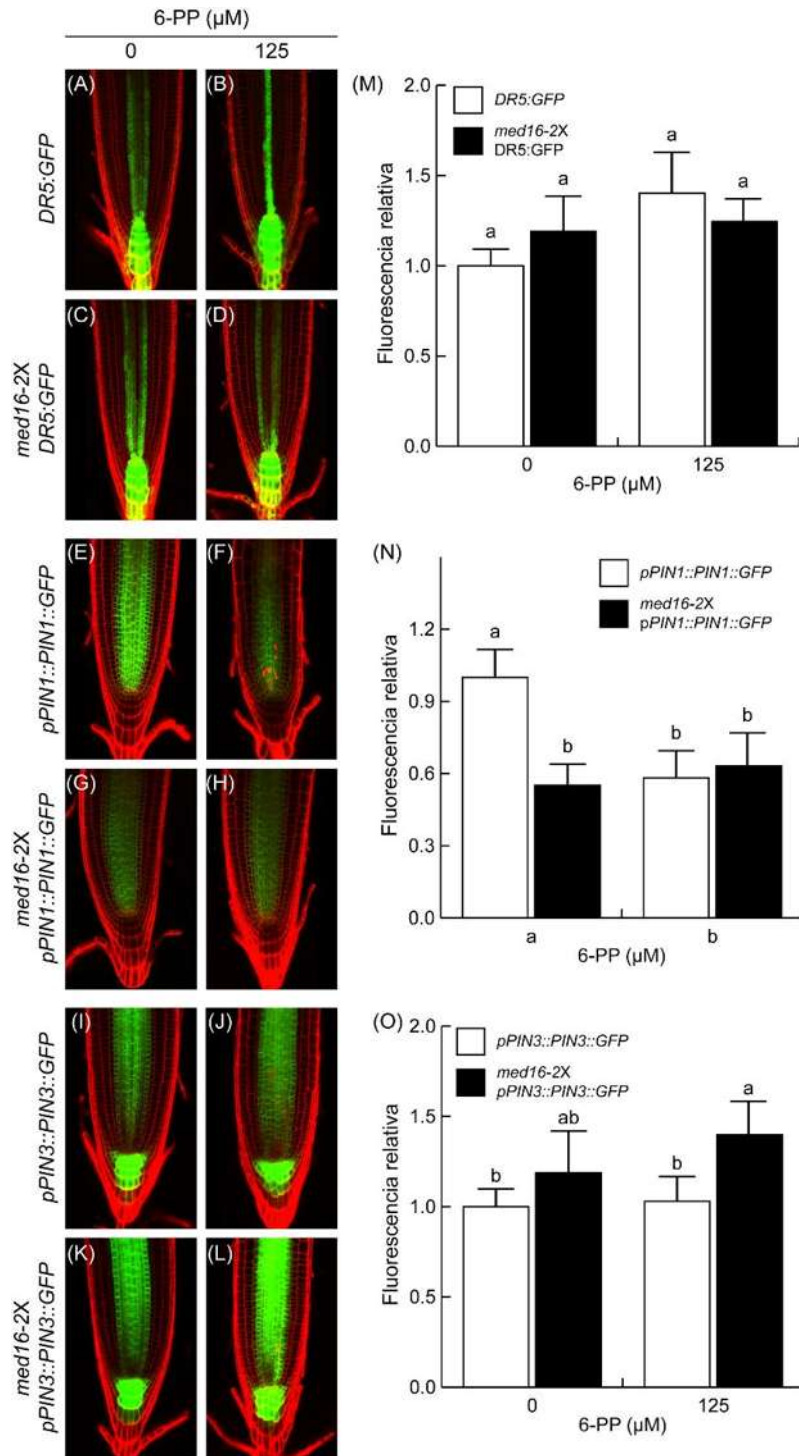 6-PP (µM)
0 125
(A) (B)
DR5:GFP
(C) (D)
med16-2X
DR5:GFP
(E) (F)
pPIN1::PIN1::GFP
(G) (H)
med16-2X
pPIN1::PIN1::GFP
(I) (J)
pPIN3::PIN3::GFP
(K) (L)
med16-2X
pPIN3::PIN3::GFP
(M)
2.0
1.5
1.0
1.0
0.0
Fluorescencia relativa
DR5:GFP
med16-2X
DR5:GFP
a a a a
0 125
6-PP (µM)
(N)
1.2
0.9
0.6
0.3
0.0
Fluorescencia relativa
pPIN1::PIN1::GFP
med16-2X
pPIN1::PIN1::GFP
a b b b
a b
6-PP (µM)
(O)
2.0
1.5
1.0
0.5
0.0
Fluorescencia relativa
pPIN3::PIN3::GFP
med16-2X
pPIN3::PIN3::GFP
b ab b a
0 125
6-PP (µM)